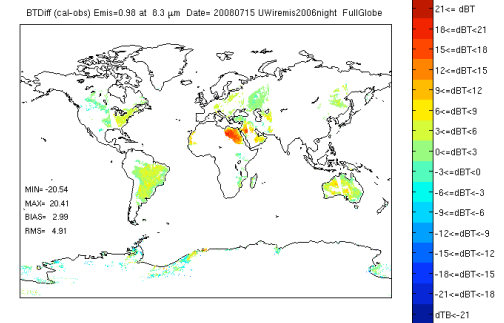 BTDiff (cal-obs) Emis=0.98 at 8.3 µm Date= 20080715 UWiremis2006night FullGlobe
MIN= -20.54
MAX= 20.41
BIAS= 2.99
RMS= 4.91
21<= dBT
18<=dBT<21
15<=dBT<18
12<=dBT<15
9<=dBT<12
6<=dBT<9
3<=dBT<6
0<=dBT<3
-3<=dBT<0
-6<=dBT<-3
-9<=dBT<-6
-12<=dBT<-9
-15<=dBT<-12
-18<=dBT<-15
-21<=dBT<-18
dTB<-21